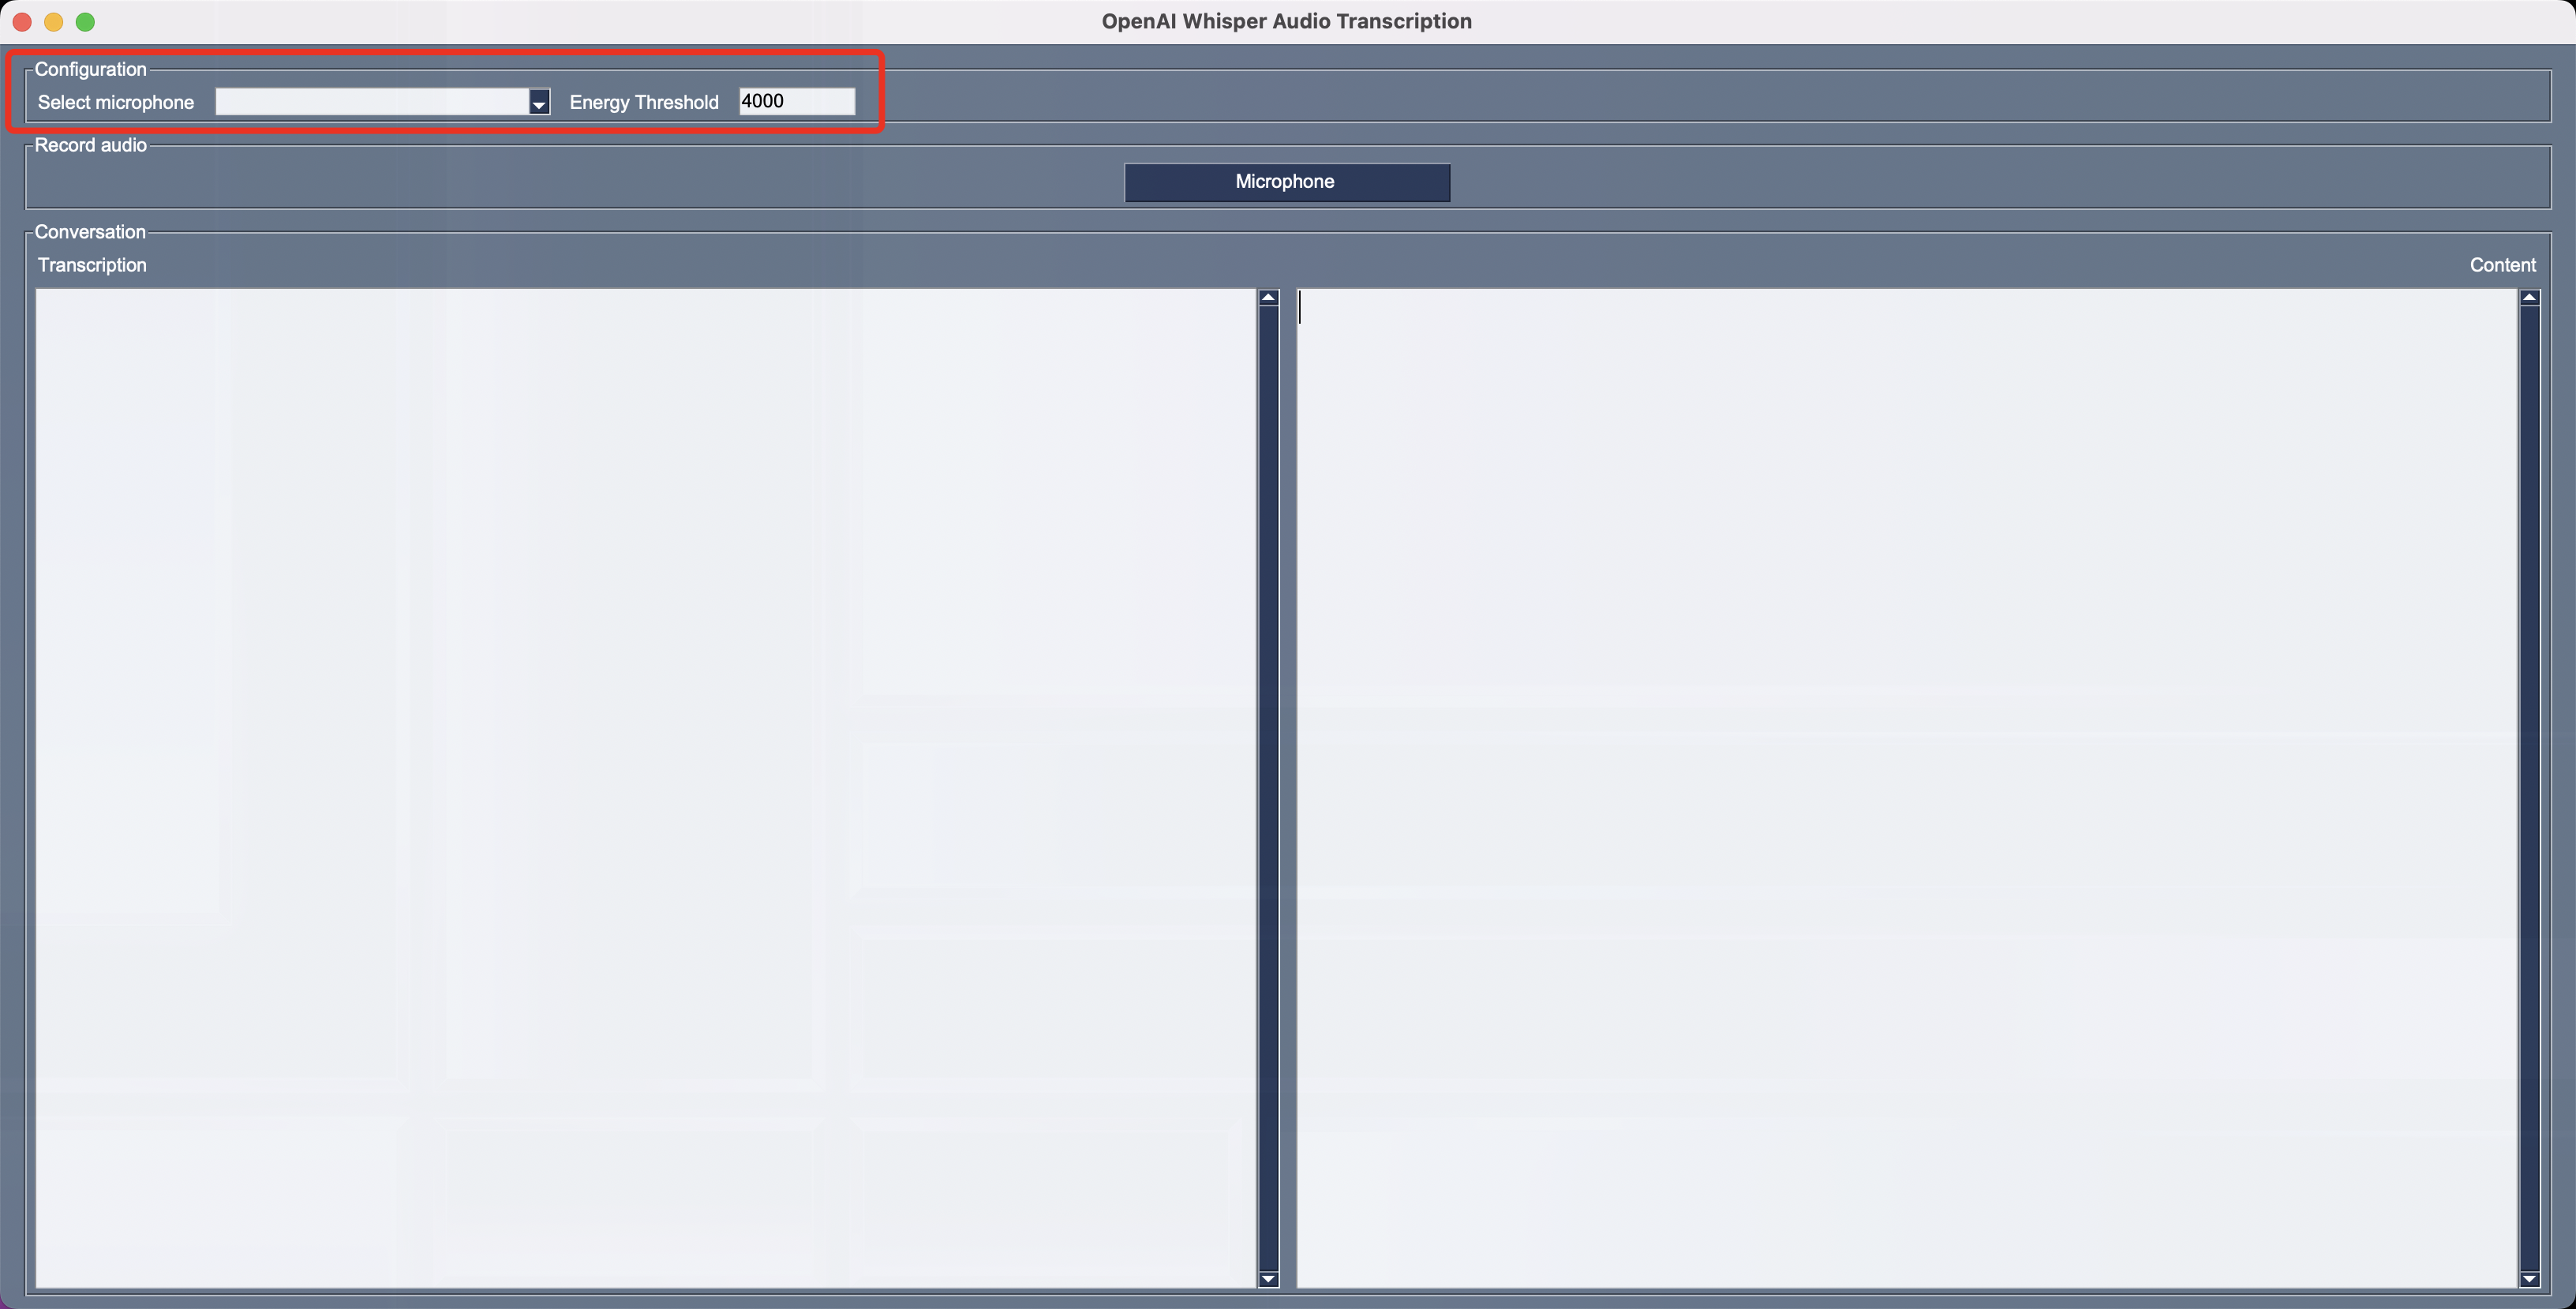 OpenAI Whisper Audio Transcription
Configuration
Select microphone Energy Threshold 4000
Record audio
Microphone
Conversation
Transcription Content